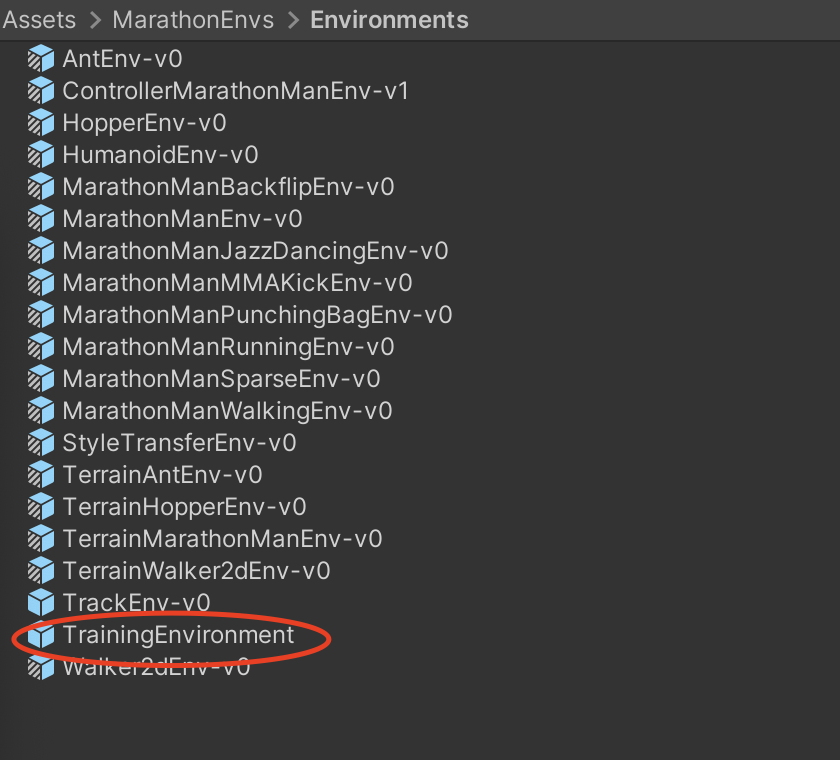 Assets > MarathonEnvs > Environments
AntEnv-v0
ControllerMarathonManEnv-v1
HopperEnv-v0
HumanoidEnv-v0
MarathonManBackflipEnv-v0
MarathonManEnv-v0
MarathonManJazzDancingEnv-v0
MarathonManMMAKickEnv-v0
MarathonManPunchingBagEnv-v0
MarathonManRunningEnv-v0
MarathonManSparseEnv-v0
MarathonManWalkingEnv-v0
StyleTransferEnv-v0
TerrainAntEnv-v0
TerrainHopperEnv-v0
TerrainMarathonManEnv-v0
TerrainWalker2dEnv-v0
TrackEnv-v0
TrainingEnvironment
Walker2dEnv-v0